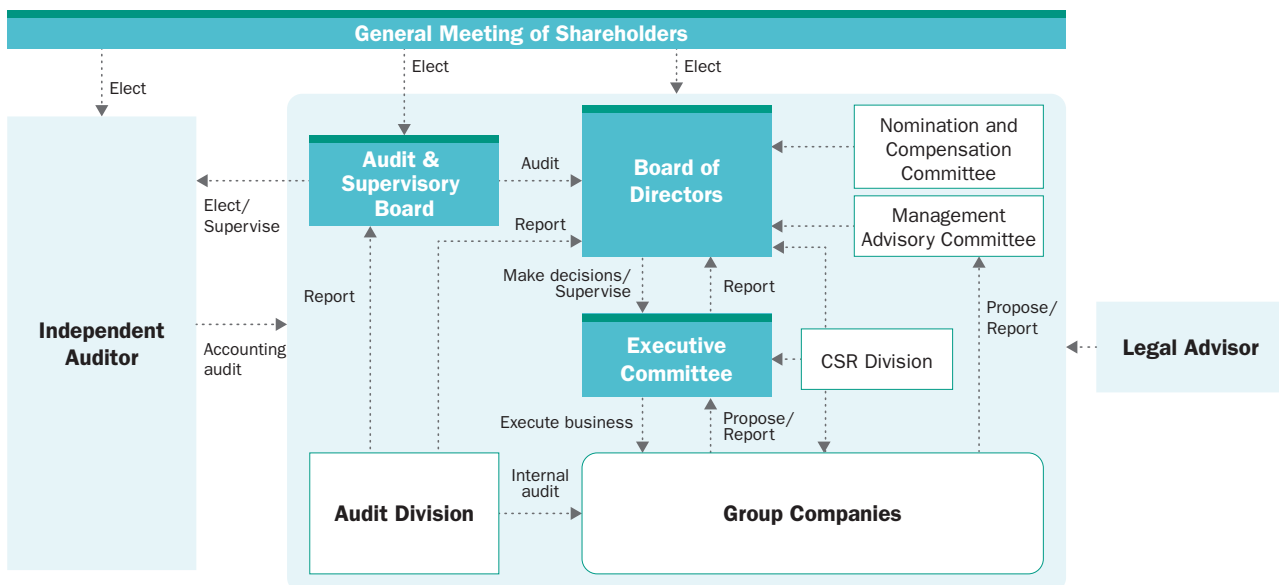 General Meeting of Shareholders
Elect
Elect
Elect
Nomination and
Compensation
Committee
Audit &
Supervisory
Board
Audit
Board of
Directors
Elect/
Supervise
Management
Advisory Committee
Report
Make decisions/
Supervise
Report
Report
Propose/
Report
Independent
Auditor
Accounting
audit
Executive
Committee
CSR Division
Legal Advisor
Execute business
Propose/
Report
Internal
audit
Audit Division
Group Companies